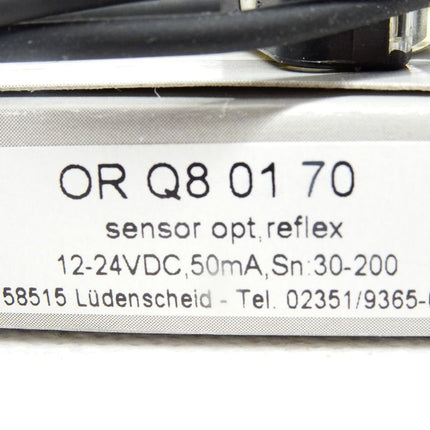 OR Q8 01 70
sensor opt,reflex
12-24VDC,50mA,Sn:30-200
58515 Lüdenscheid - Tel. 02351/9365-